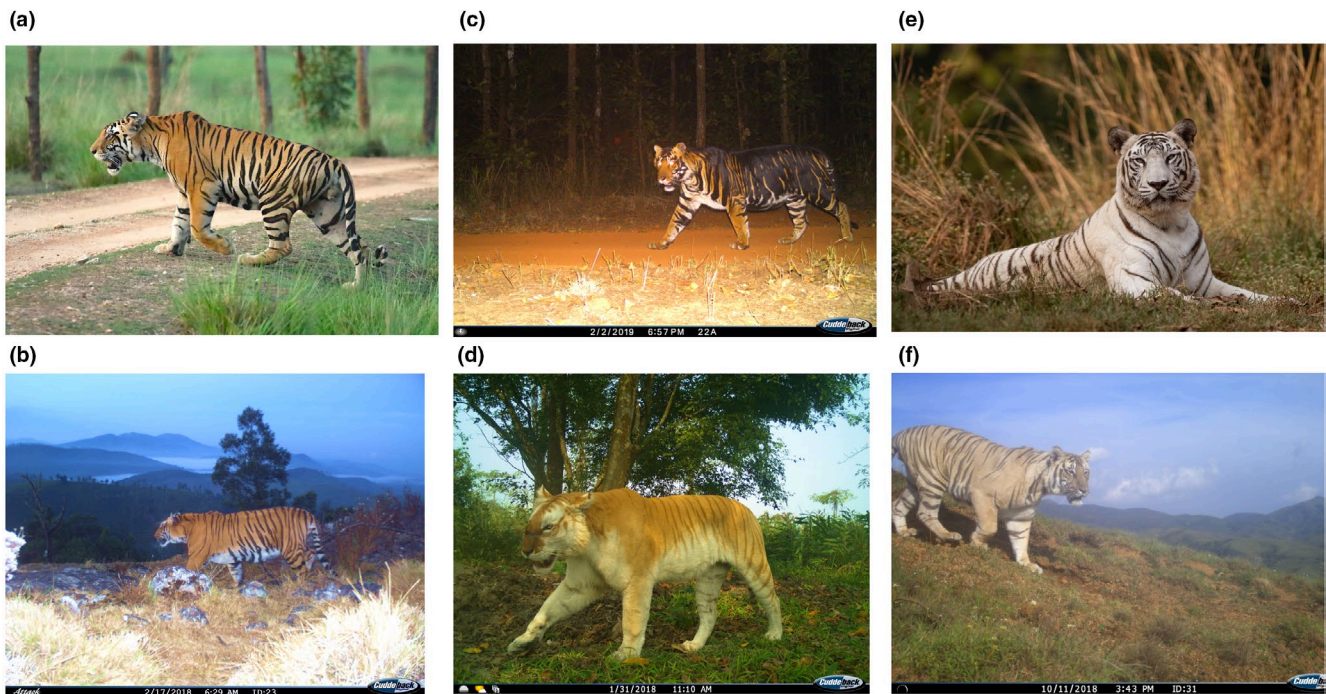 (a)
(c)
(e)
Cuddeback
2/2/2019 6:57 PM 22A
(b)
(d)
(f)
Attack 2/17/2018 6:29 AM ID:23 Cuddeback
1/31/2018 11:10 AM Cuddeback
10/11/2018 3:43 PM ID:31 Cuddeback